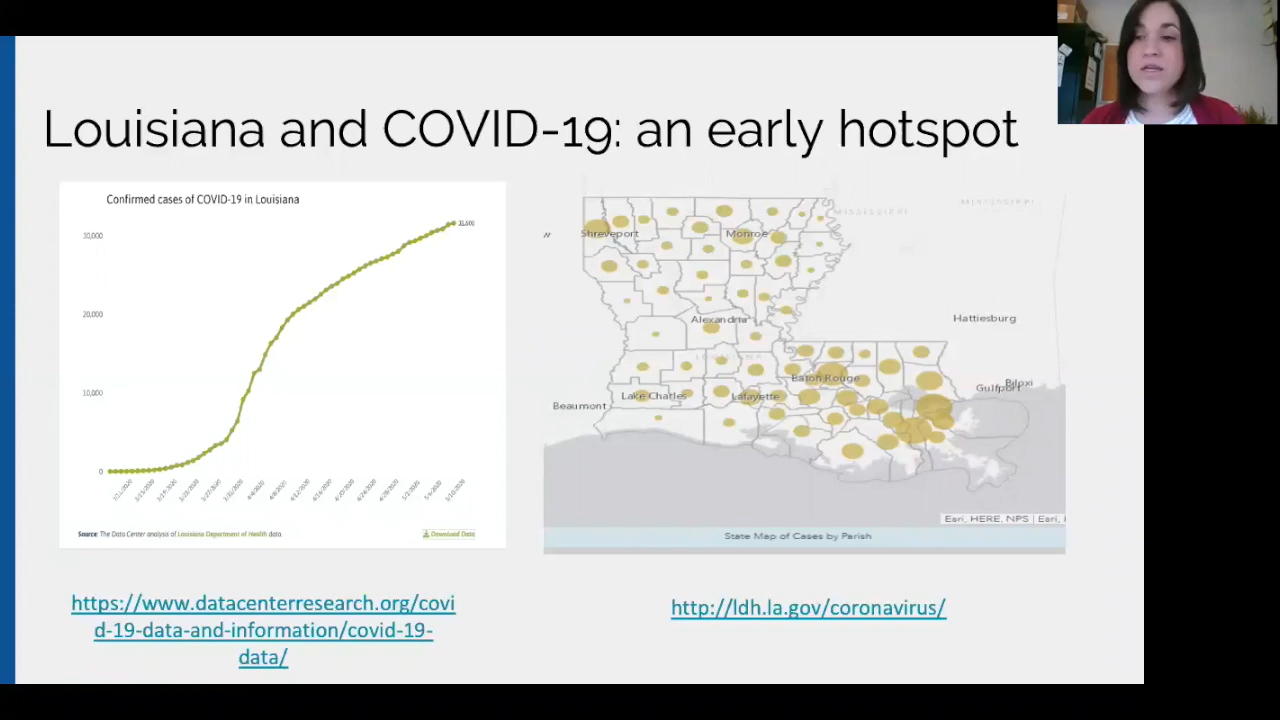 Louisiana and COVID-19: an early hotspot
Confirmed cases of COVID-19 in Louisiana
30,000
20,000
10,000
0
Source: The Data Center analysis of Louisiana Department of Health data.
Download Data
MISSISSIPPI
MISSISSIPPI
Shreveport
Monroe
Alexandria
Hattiesburg
LOUISIANA
Baton Rouge
Biloxi
Gulfport
Lake Charles
Lafayette
Beaumont
Esri, HERE, NPS | Esri,
State Map of Cases by Parish
https://www.datacenterresearch.org/covi
d-19-data-and-information/covid-19-
data/
http://ldh.la.gov/coronavirus/